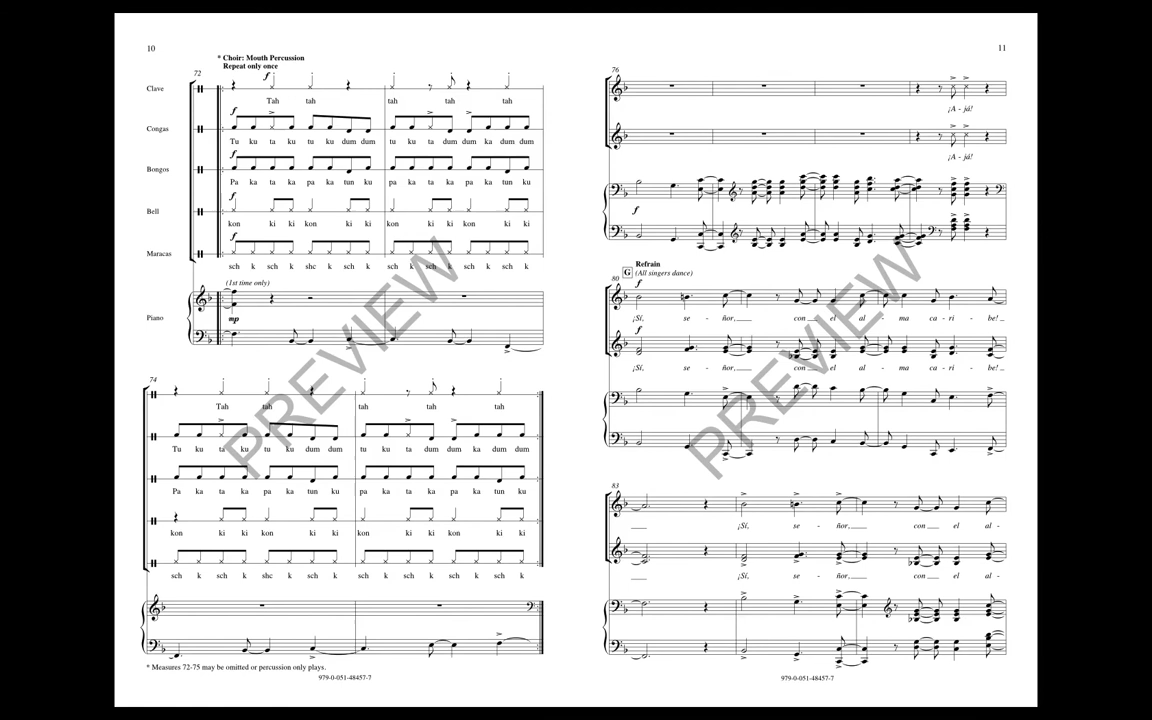 10
* Choir: Mouth Percussion
Repeat only once
72
f
Clave
Tah tah tah tah tah
f
Congas
Tu ku ta ku tu ku dum dum tu ku ta dum dum ka dum dum
f
Bongos
Pa ka ta ka pa ka tun ku pa ka ta ka pa ka tun ku
f
Bell
kon ki ki kon ki ki kon ki ki kon ki ki
f
Maracas
sch k sch k shc k sch k sch k sch k sch k sch k
(1st time only)
Piano
mp
74
Tah tah tah tah tah
Tu ku ta ku tu ku dum dum tu ku ta dum dum ka dum dum
Pa ka ta ka pa ka tun ku pa ka ta ka pa ka tun ku
kon ki ki kon ki ki kon ki ki kon ki ki
sch k sch k shc k sch k sch k sch k sch k sch k
* Measures 72-75 may be omitted or percussion only plays.
979-0-051-48457-7
PREVIEW
11
76
¡A - já!
¡A - já!
f
Refrain
G (All singers dance)
80
f
¡Sí, se - ñor, con el al - ma ca - ri - be!
f
¡Sí, se - ñor, con el al - ma ca - ri - be!
83
¡Sí, se - ñor, con el al-
¡Sí, se - ñor, con el al-
979-0-051-48457-7
PREVIEW